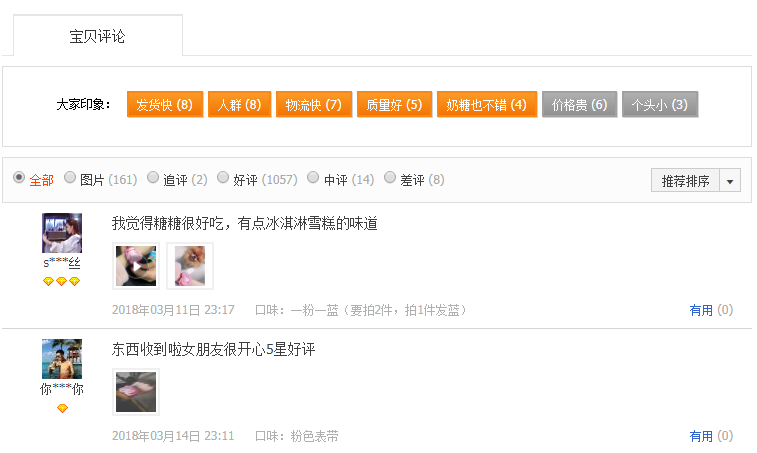 宝贝评论
大家印象： 发货快 (8) 人群 (8) 物流快 (7) 质量好 (5) 奶糖也不错 (4) 价格贵 (6) 个头小 (3)
全部 图片 (161) 追评 (2) 好评 (1057) 中评 (14) 差评 (8) 推荐排序
我觉得糖糖很好吃，有点冰淇淋雪糕的味道
s***丝
2018年03月11日 23:17 口味：一粉一蓝（要拍2件，拍1件发蓝） 有用 (0)
东西收到啦女朋友很开心5星好评
你***你
2018年03月14日 23:11 口味：粉色表带 有用 (0)